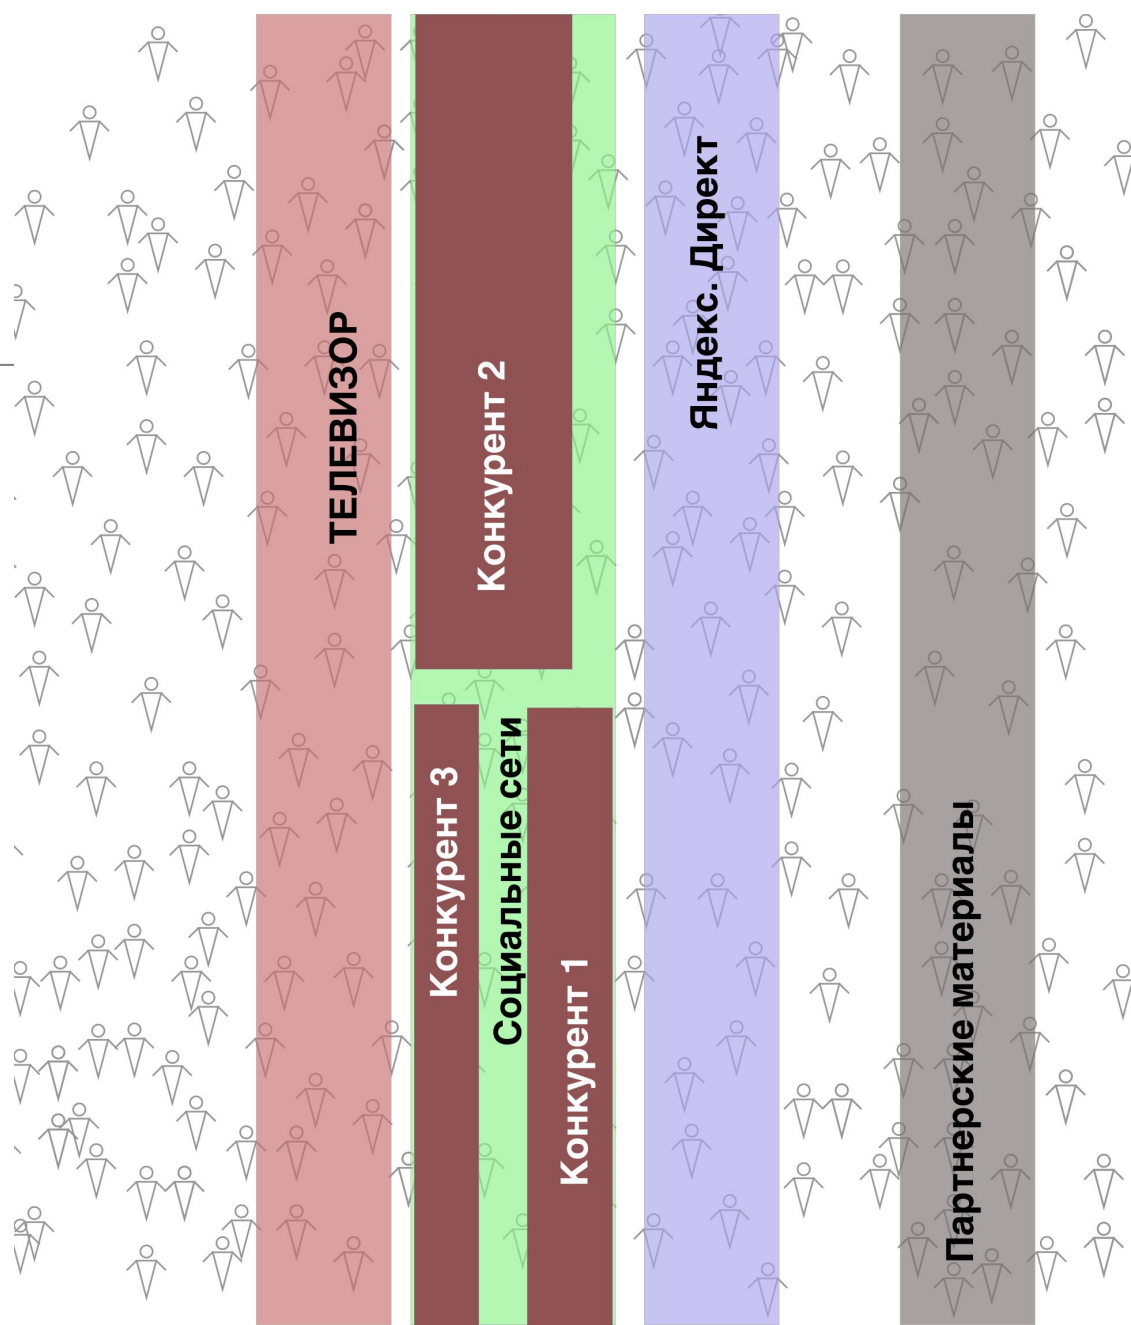 ТЕЛЕВИЗОР
Конкурент 2
Конкурент 3
Социальные сети
Конкурент 1
Яндекс. Директ
Партнерские материалы